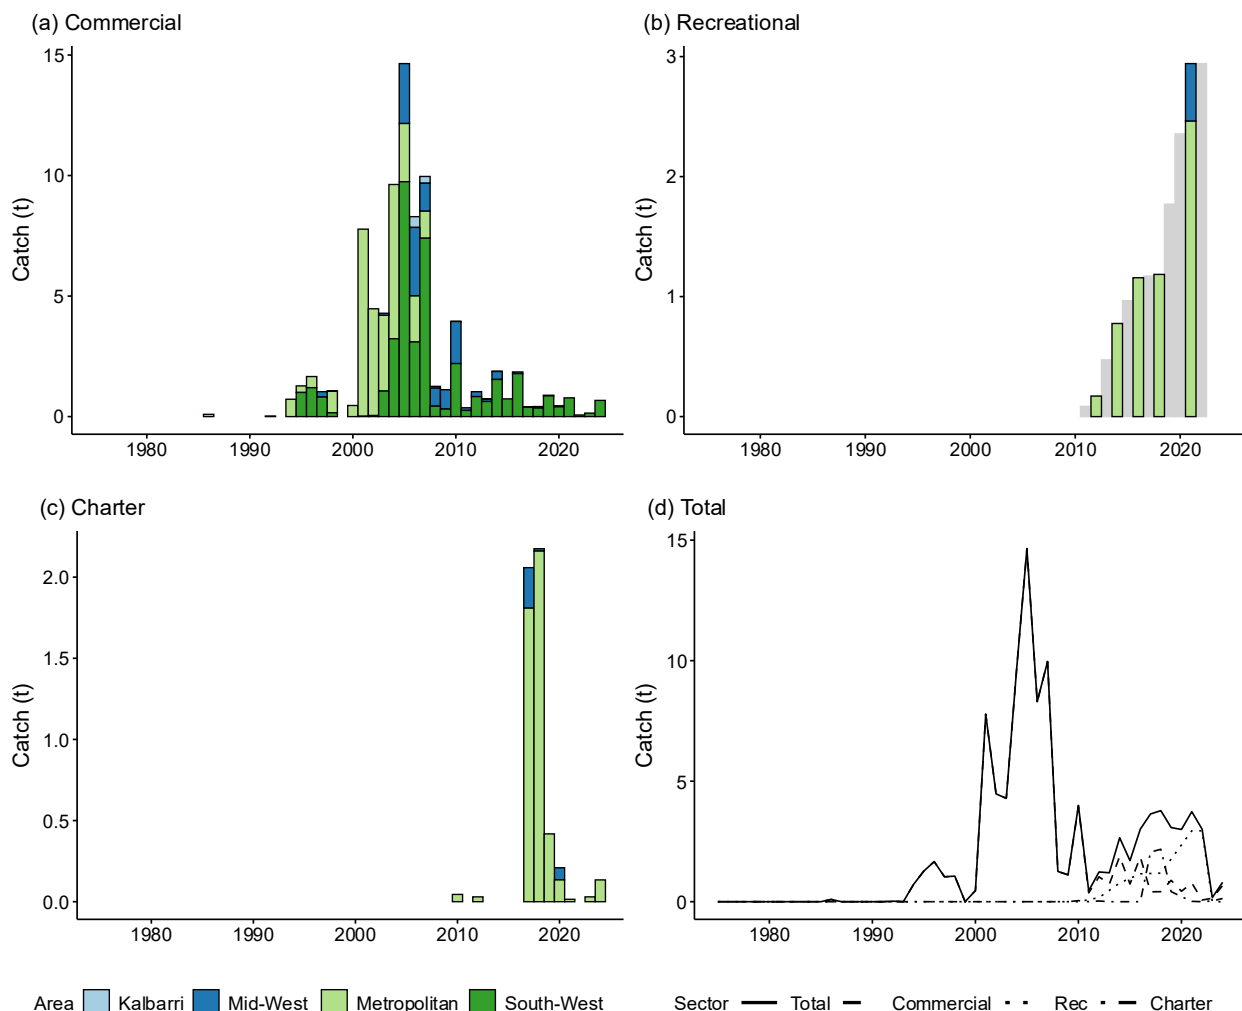 (a) Commercial
(b) Recreational
15
10
5
0
Catch (t)
1980 1990 2000 2010 2020
3
2
1
0
Catch (t)
1980 1990 2000 2010 2020
(c) Charter
(d) Total
2.0
1.5
1.0
0.5
0.0
Catch (t)
1980 1990 2000 2010 2020
15
10
5
0
Catch (t)
1980 1990 2000 2010 2020
Area Kalbarri Mid-West Metropolitan South-West
Sector Total Commercial Rec Charter